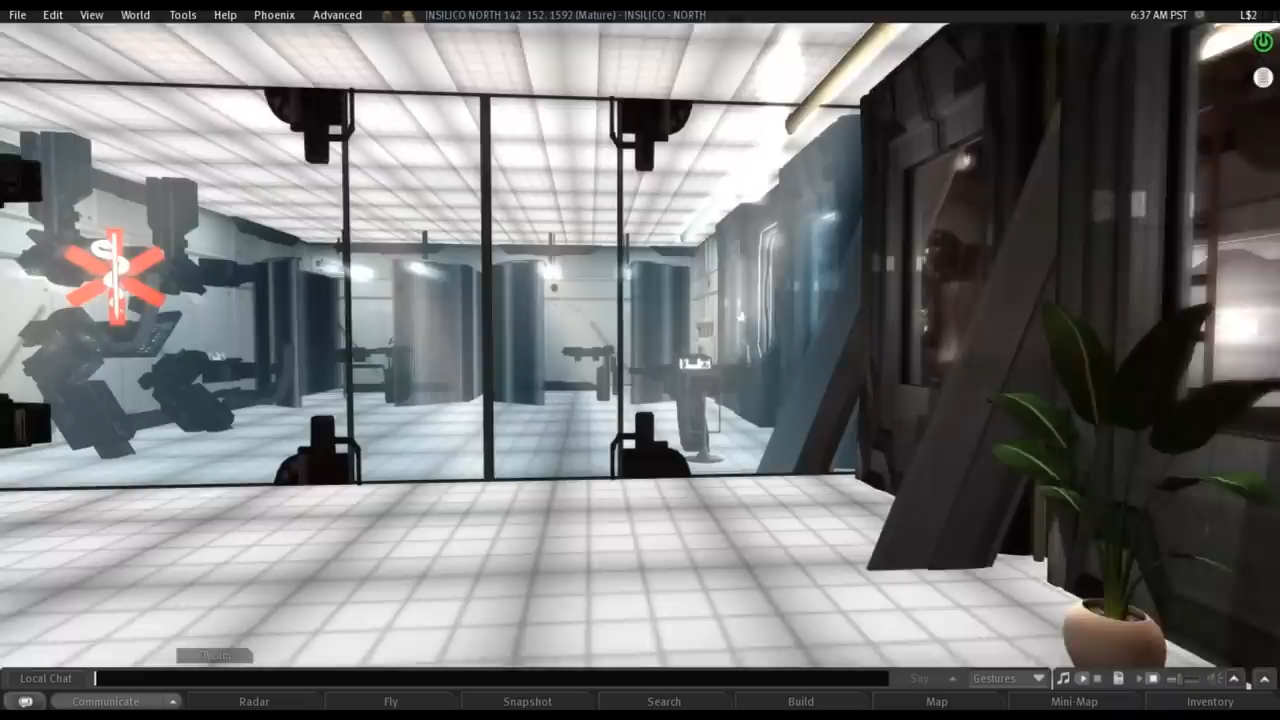 File Edit View World Tools Help Phoenix Advanced INSILICO NORTH 142, 152, 1592 (Mature) - INSILICO - NORTH 6:37 AM PST L$2
Local Chat Say Gestures
Communicate Radar Fly Snapshot Search Build Map Mini-Map Inventory